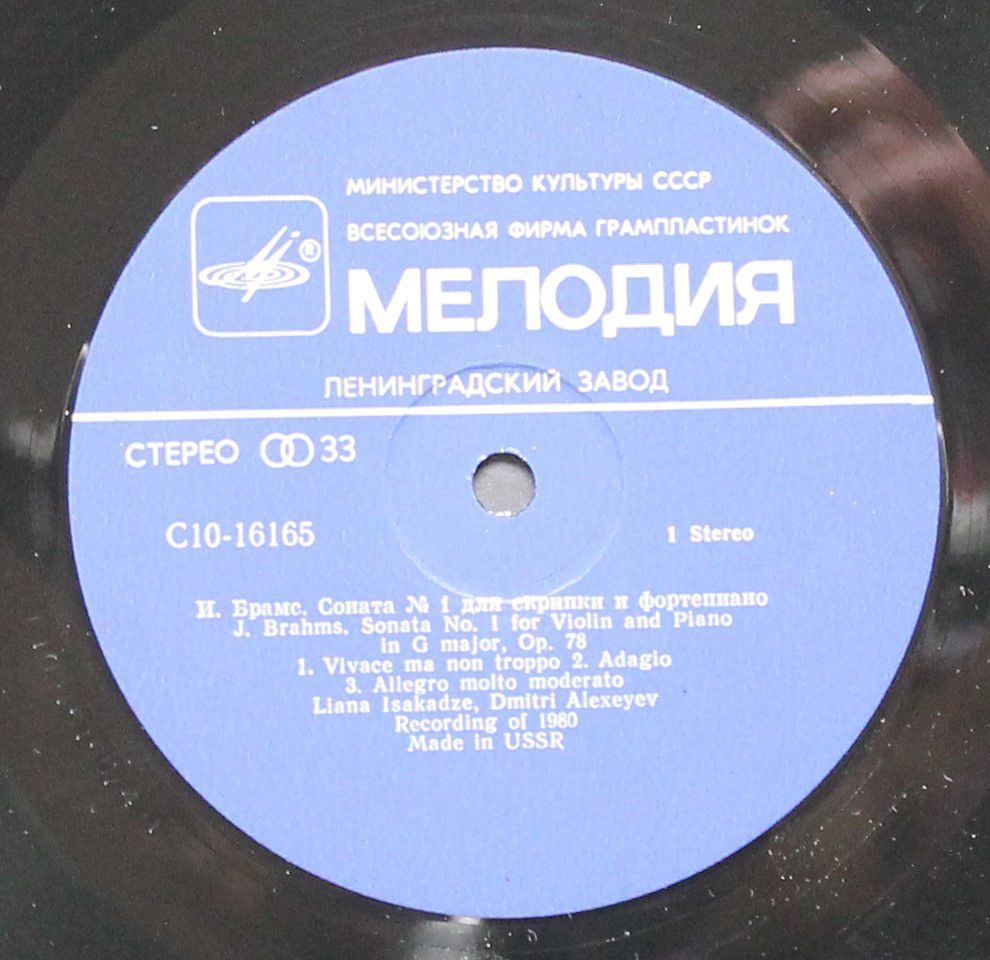 МИНИСТЕРСТВО КУЛЬТУРЫ СССР
ВСЕСОЮЗНАЯ ФИРМА ГРАМПЛАСТИНОК
®
МЕЛОДИЯ
ЛЕНИНГРАДСКИЙ ЗАВОД
СТЕРЕО 33
С10-16165
1 Stereo
И. Брамс. Соната № 1 для скрипки и фортепиано
J. Brahms. Sonata No. 1 for Violin and Piano
in G major, Op. 78
1. Vivace ma non troppo 2. Adagio
3. Allegro molto moderato
Liana Isakadze, Dmitri Alexeyev
Recording of 1980
Made in USSR